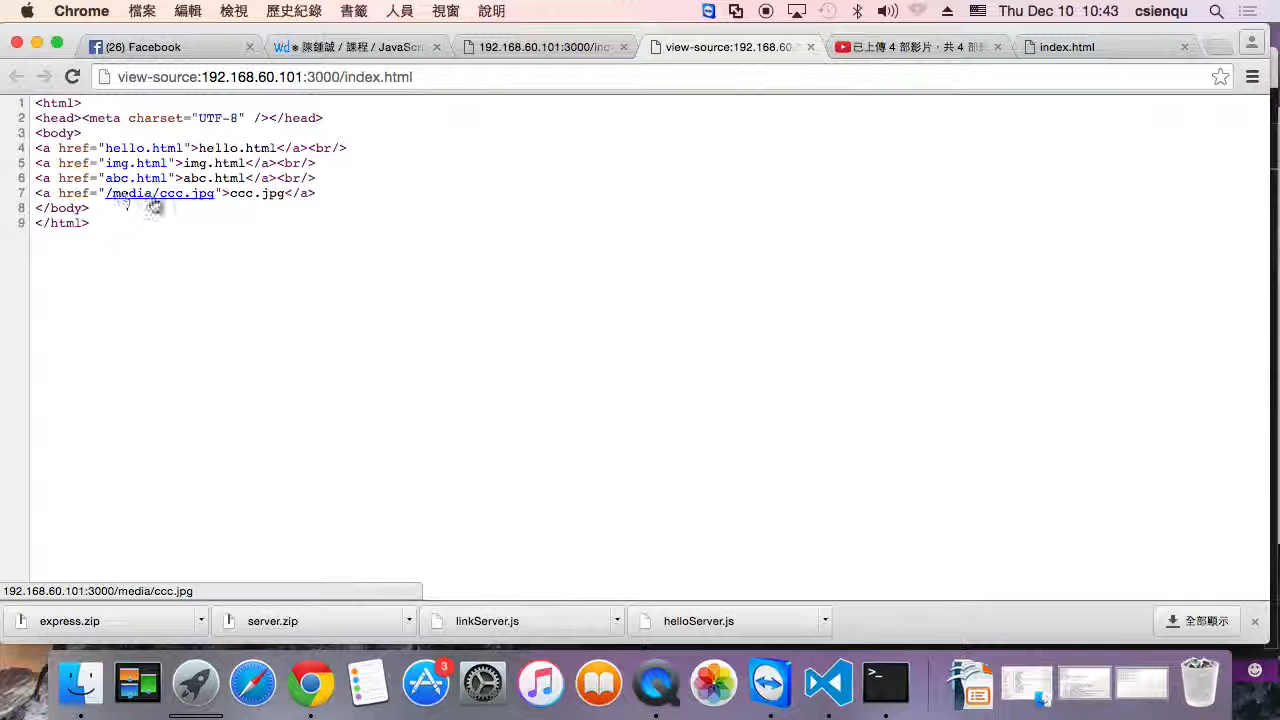 Chrome 檔案 編輯 檢視 歷史紀錄 書籤 人員 視窗 說明 Thu Dec 10 10:43 csienqu
(26) Facebook
Wd * 陳鍾誠 / 課程 / JavaScr
192.168.60.101:3000/inc
view-source:192.168.60
已上傳 4 部影片，共 4 部
index.html
view-source:192.168.60.101:3000/index.html
1 <html>
2 <head><meta charset="UTF-8" /></head>
3 <body>
4 <a href="hello.html">hello.html</a><br/>
5 <a href="img.html">img.html</a><br/>
6 <a href="abc.html">abc.html</a><br/>
7 <a href="/media/ccc.jpg">ccc.jpg</a>
8 </body>
9 </html>
192.168.60.101:3000/media/ccc.jpg
express.zip
server.zip
linkServer.js
helloServer.js
全部顯示
3
>_